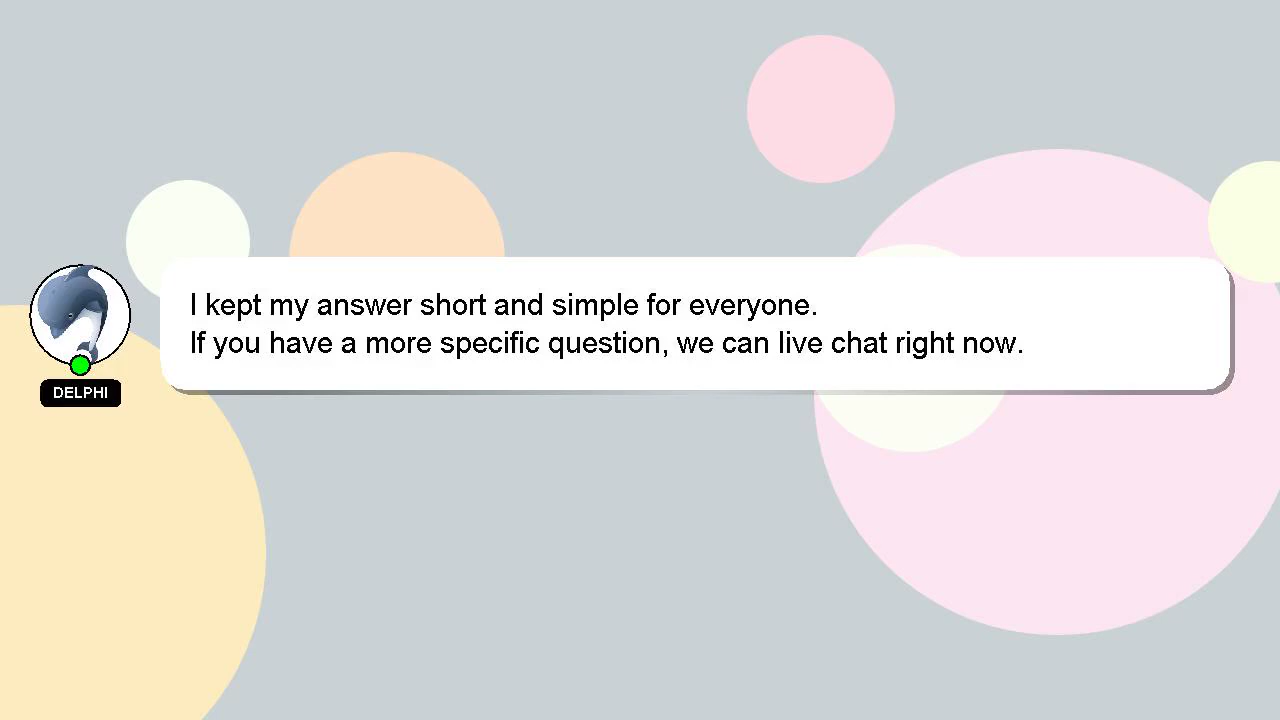 I kept my answer short and simple for everyone.
If you have a more specific question, we can live chat right now.
DELPHI